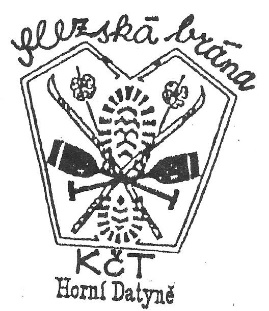 Slezská brána
KČT
Horní Datyně